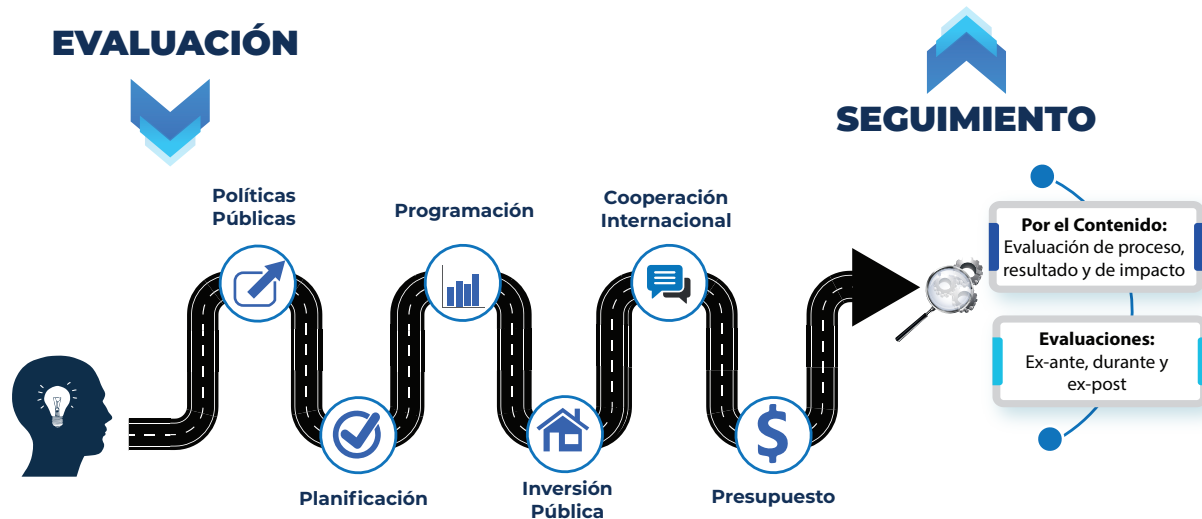 EVALUACIÓN
SEGUIMIENTO
Políticas
Públicas
Programación
Cooperación
Internacional
Planificación
Inversión
Pública
Presupuesto
$
Por el Contenido:
Evaluación de proceso,
resultado y de impacto
Evaluaciones:
Ex-ante, durante y
ex-post